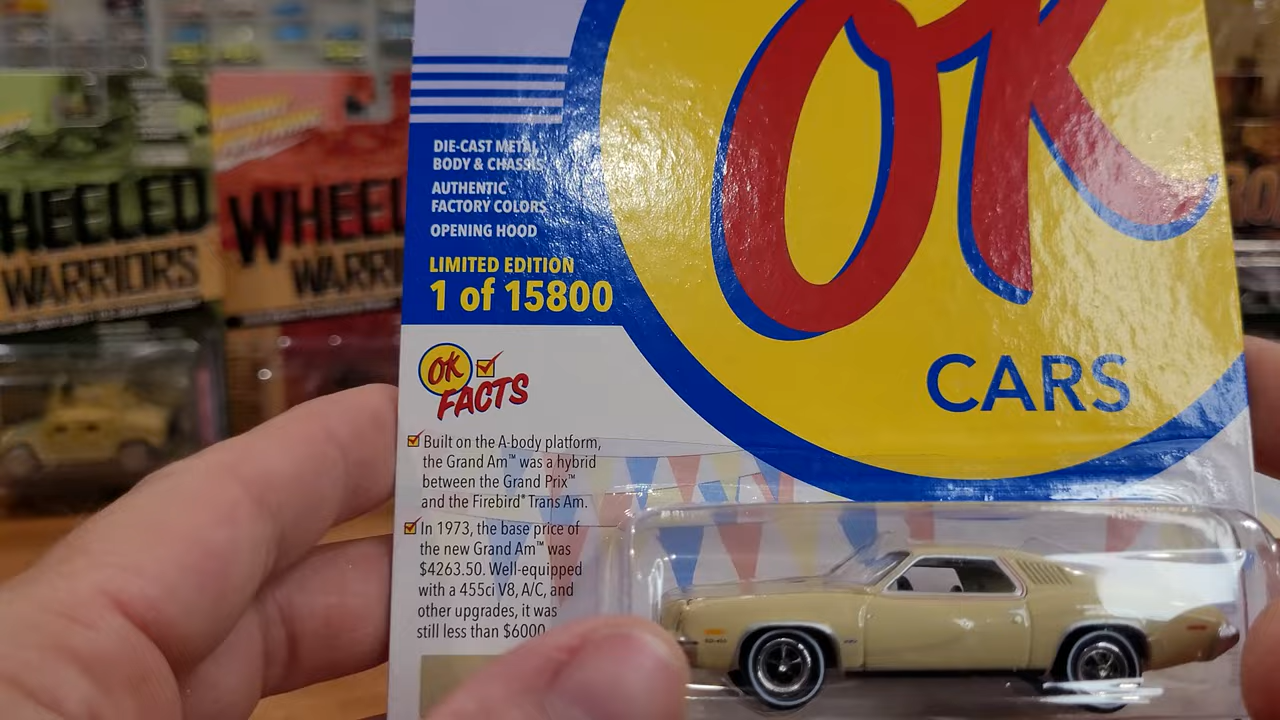 OK
CARS
DIE-CAST METAL
BODY & CHASSIS
AUTHENTIC
FACTORY COLORS
OPENING HOOD
LIMITED EDITION
1 of 15800
OK
FACTS
Built on the A-body platform,
the Grand Am™ was a hybrid
between the Grand Prix™
and the Firebird® Trans Am.
In 1973, the base price of
the new Grand Am™ was
$4263.50. Well-equipped
with a 455ci V8, A/C, and
other upgrades, it was
still less than $6000
HEELED
WARRIORS
WHEEL
WARRI